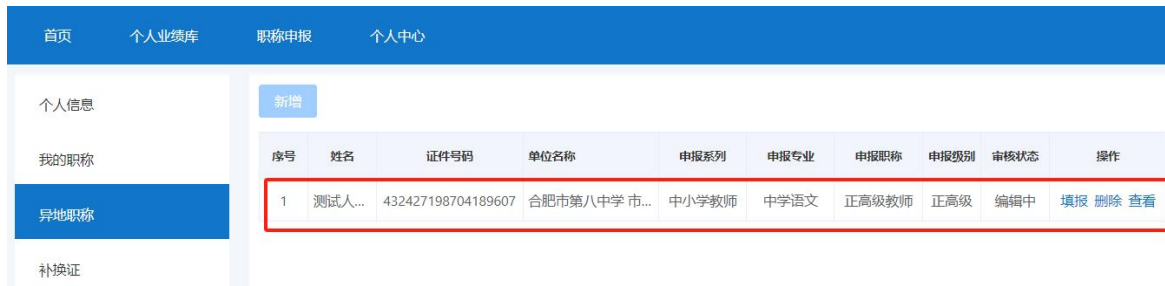 首页 个人业绩库 职称申报 个人中心
个人信息
新增
我的职称
序号 姓名 证件号码 单位名称 申报系列 申报专业 申报职称 申报级别 审核状态 操作
1 测试人... 432427198704189607 合肥市第八中学 市... 中小学教师 中学语文 正高级教师 正高级 编辑中 填报 删除 查看
异地职称
补换证